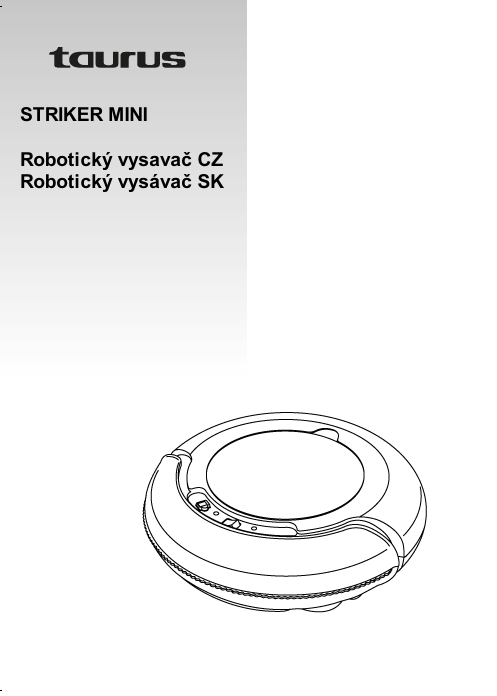 taurus
STRIKER MINI
Robotický vysavač CZ
Robotický vysávač SK